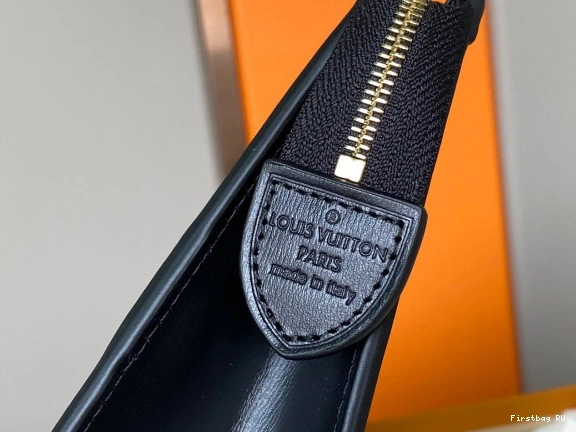 ®
LOUIS VUITTON
PARIS
made in italy
Firstbag RU